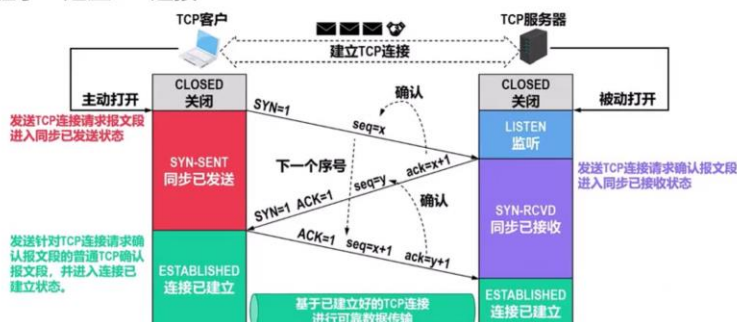 TCP客户
TCP服务器
建立TCP连接
CLOSED
关闭
CLOSED
关闭
主动打开
被动打开
SYN=1
seq=x
确认
LISTEN
监听
发送TCP连接请求报文段
进入同步已发送状态
SYN-SENT
同步已发送
下一个序号
SYN=1 ACK=1 seq=y ack=x+1
确认
发送TCP连接请求确认报文段
进入同步已接收状态
SYN-RCVD
同步已接收
ACK=1 seq=x+1 ack=y+1
发送针对TCP连接请求确
认报文段的普通TCP确认
报文段，并进入连接已
建立状态。
ESTABLISHED
连接已建立
ESTABLISHED
连接已建立
基于已建立好的TCP连接
进行可靠数据传输